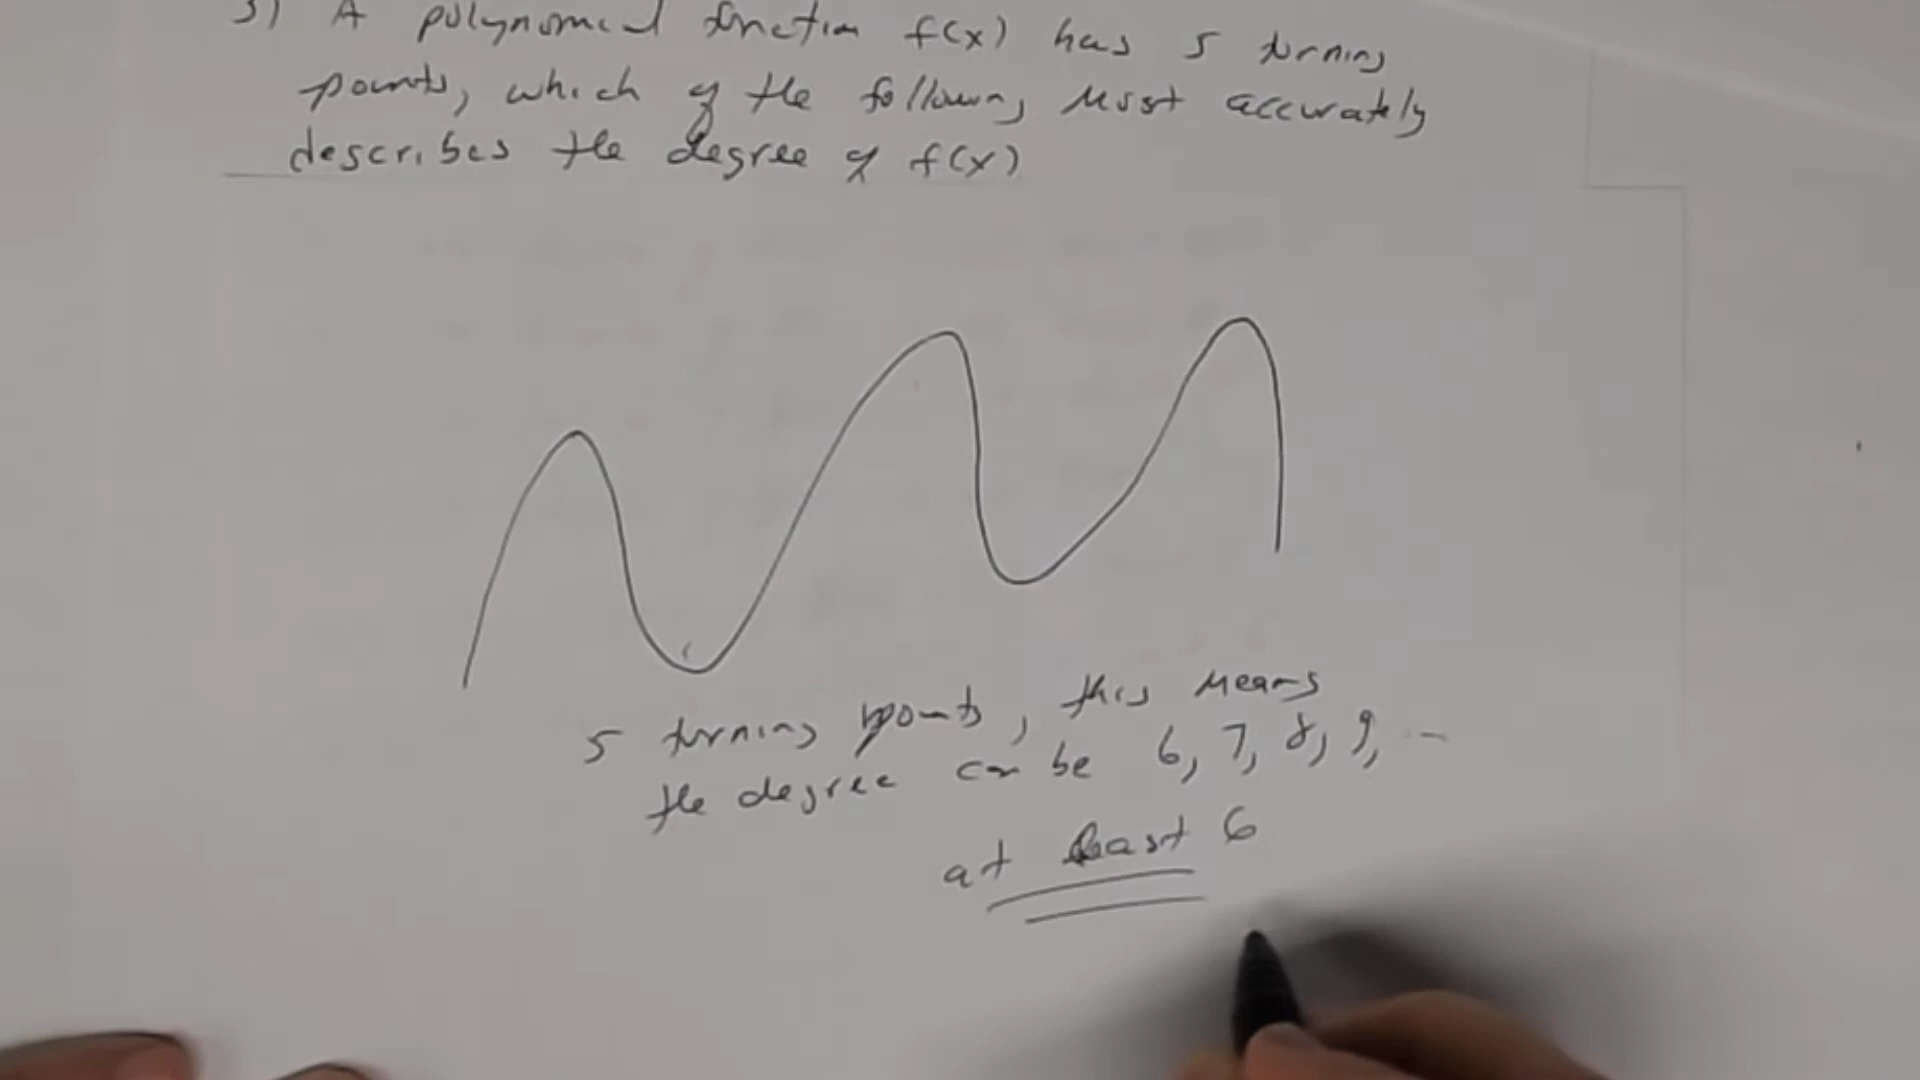 3) A polynomial function f(x) has 5 turning
points, which of the following most accurately
describes the degree of f(x)
5 turning points, this means
the degree can be 6, 7, 8, 9, ...
at least 6